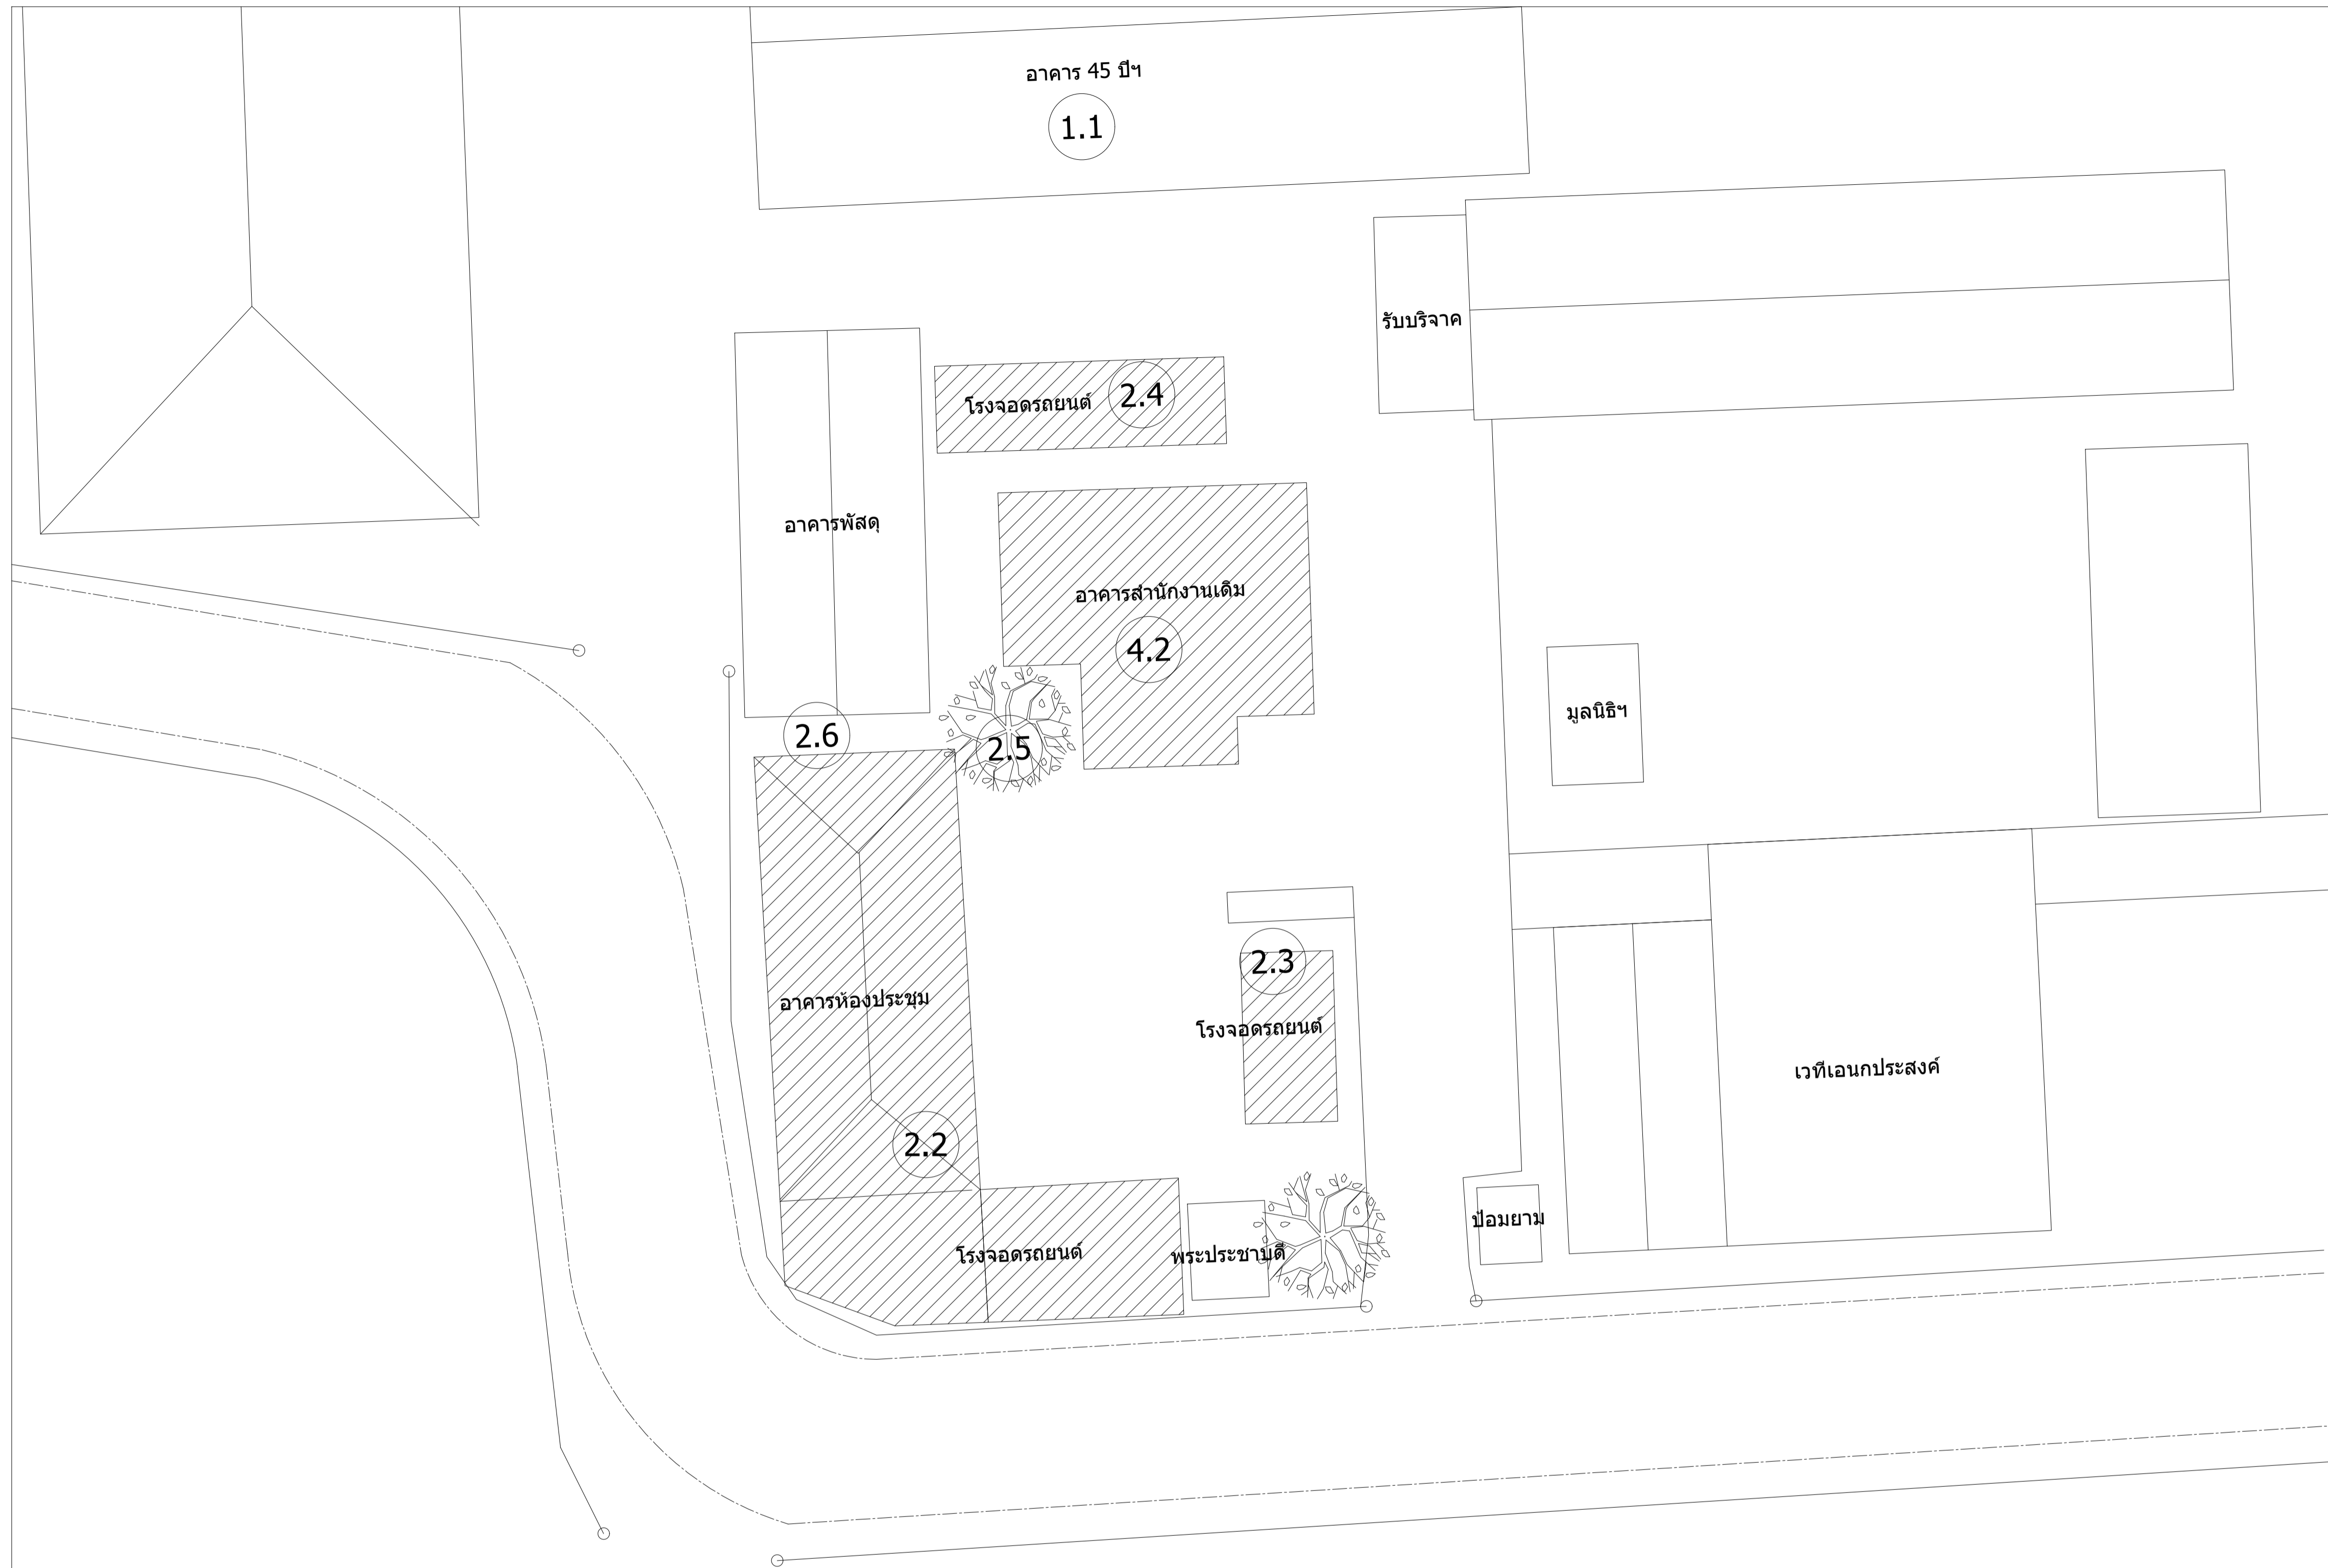 อาคาร 45 ปีฯ
1.1
รับบริจาค
โรงจอดรถยนต์
2.4
อาคารพัสดุ
อาคารสำนักงานเดิม
4.2
มูลนิธิฯ
2.6
2.5
2.3
อาคารห้องประชุม
โรงจอดรถยนต์
เวทีเอนกประสงค์
2.2
ป้อมยาม
โรงจอดรถยนต์
พระประชาบดี